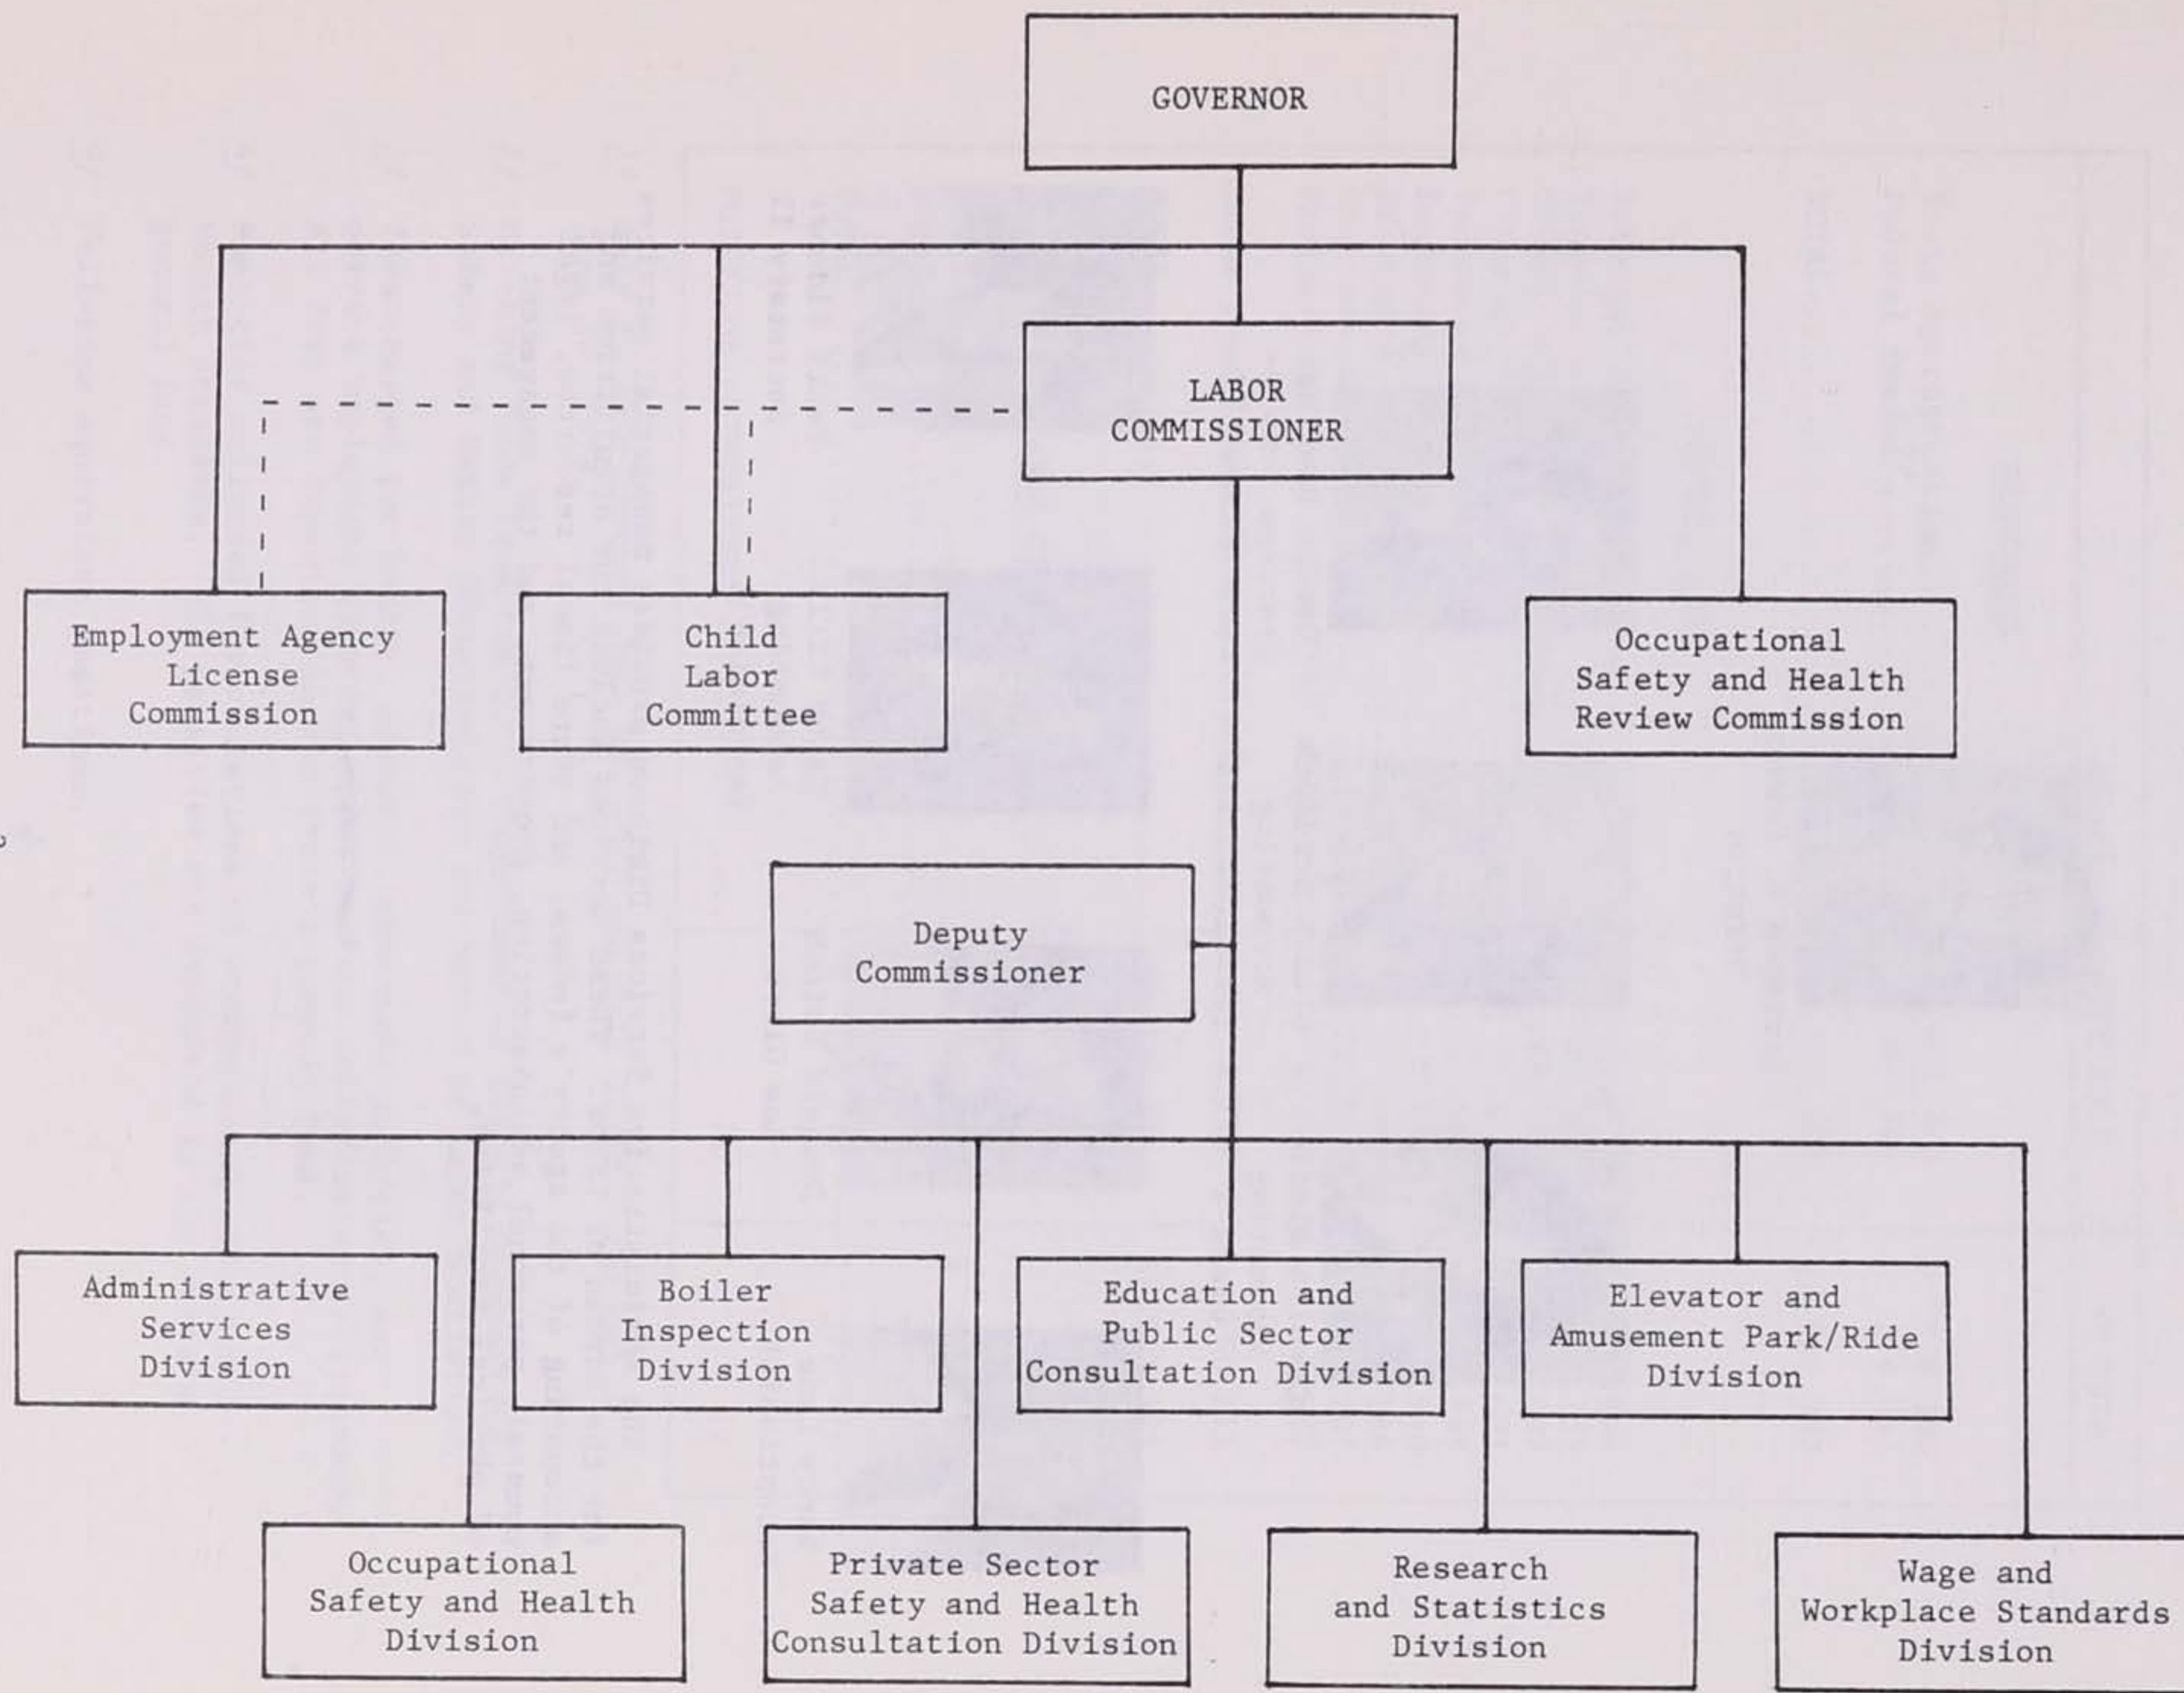 GOVERNOR
LABOR
COMMISSIONER
Employment Agency
License
Commission
Child
Labor
Committee
Occupational
Safety and Health
Review Commission
Deputy
Commissioner
Administrative
Services
Division
Boiler
Inspection
Division
Education and
Public Sector
Consultation Division
Elevator and
Amusement Park/Ride
Division
Occupational
Safety and Health
Division
Private Sector
Safety and Health
Consultation Division
Research
and Statistics
Division
Wage and
Workplace Standards
Division